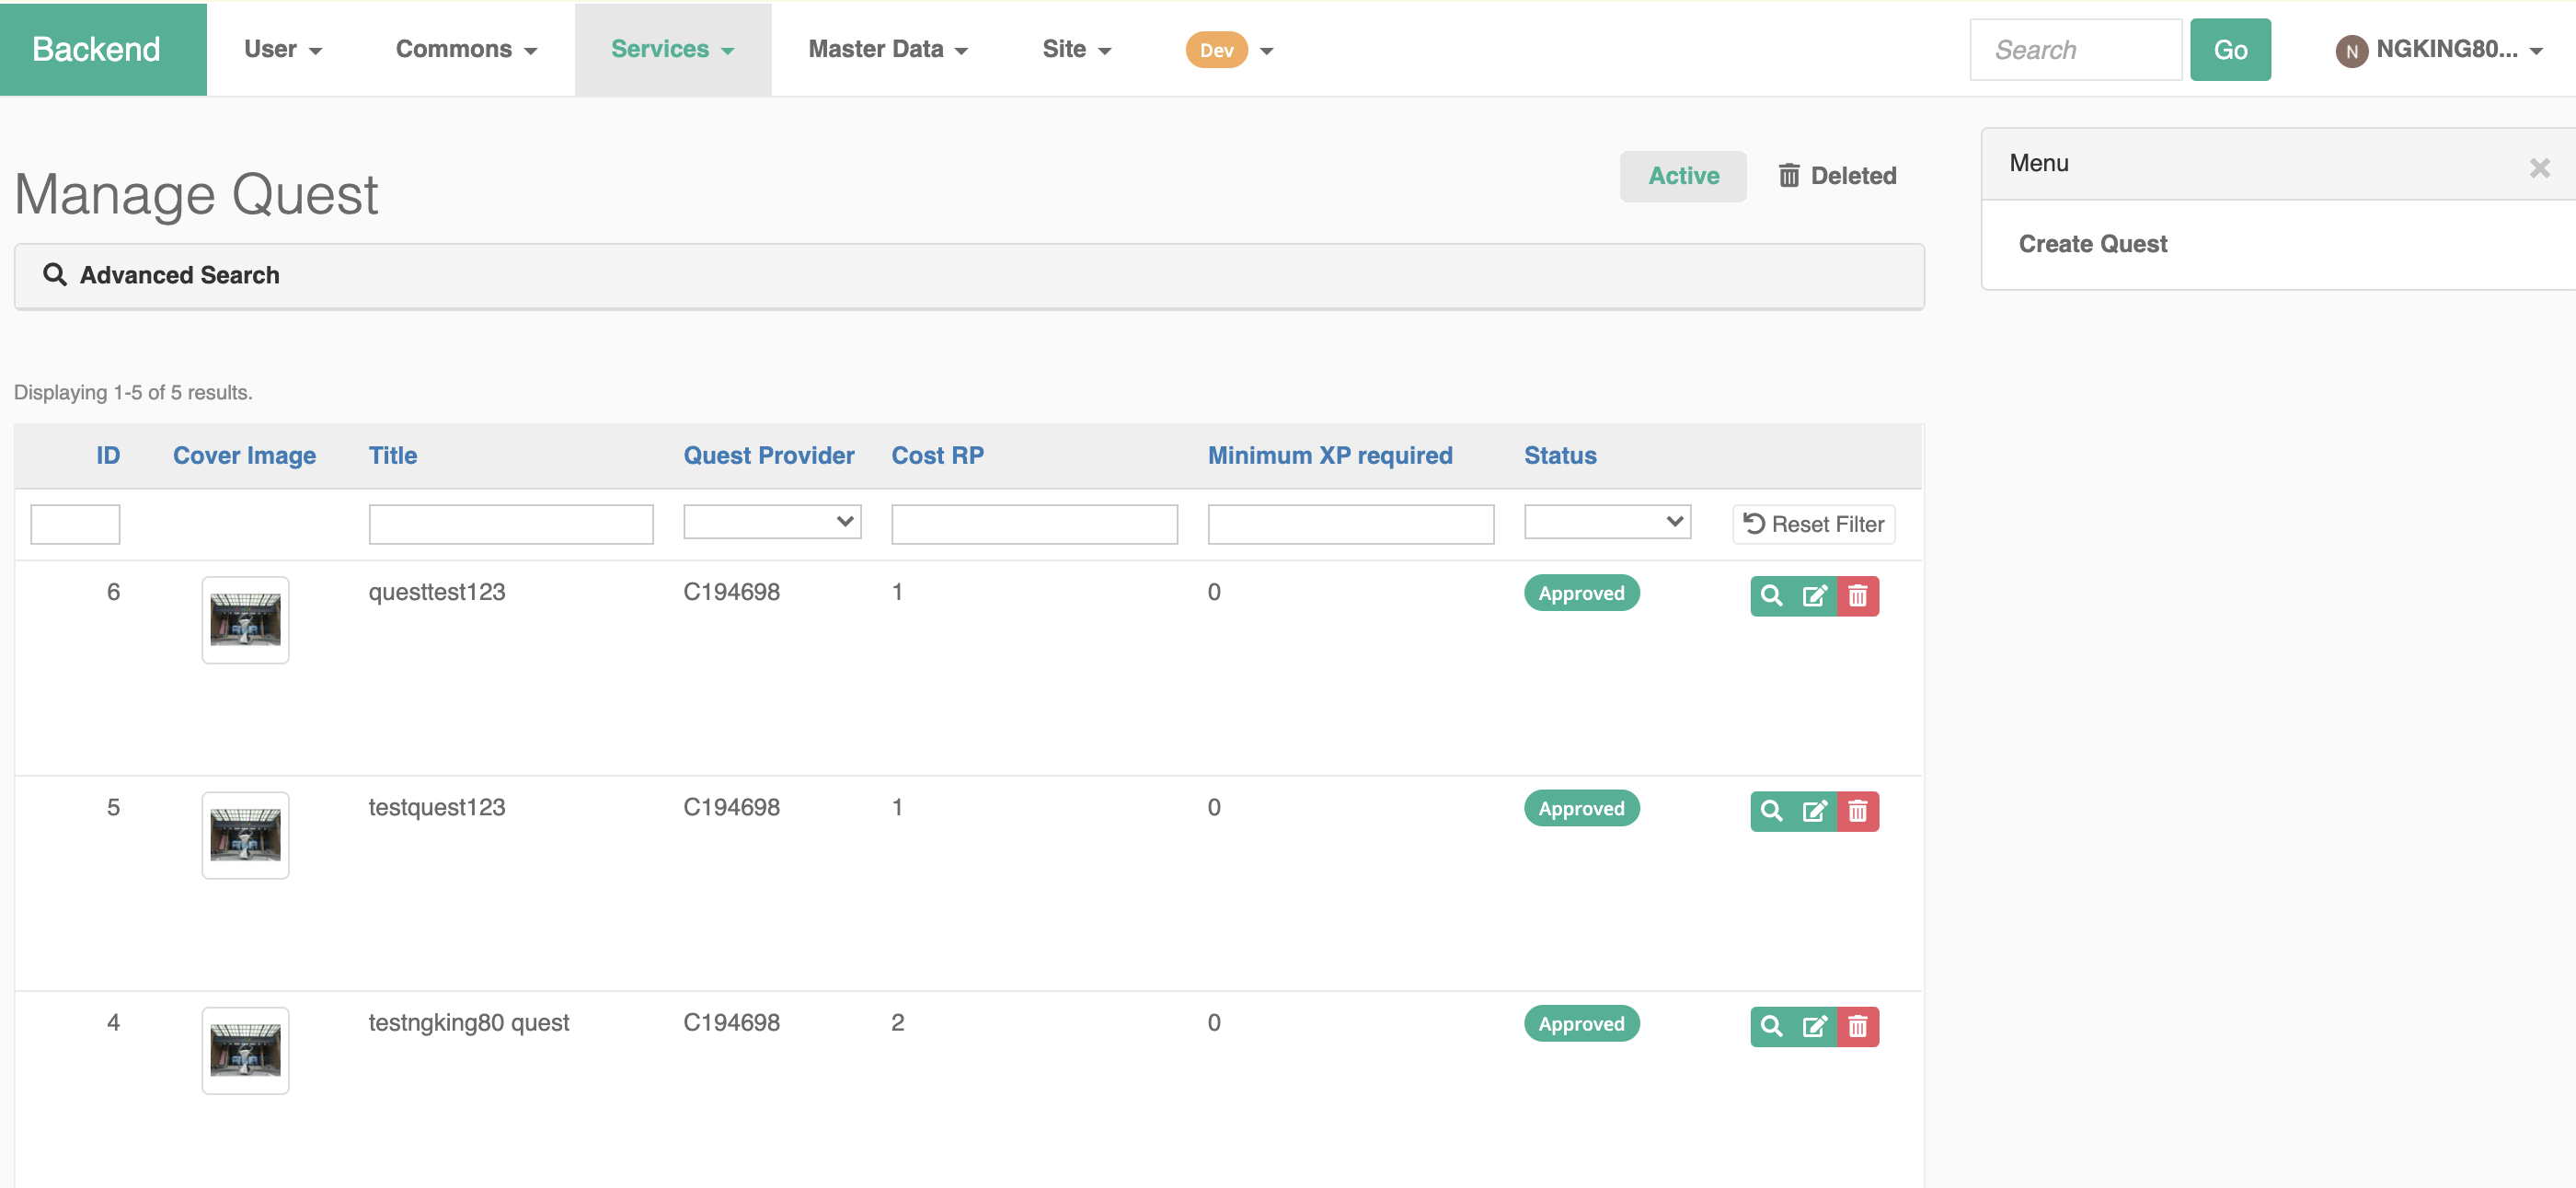 Backend User Commons Services Master Data Site Dev Search Go N NGKING80...
Manage Quest
Active Deleted
Menu
Create Quest
Advanced Search
Displaying 1-5 of 5 results.
ID Cover Image Title Quest Provider Cost RP Minimum XP required Status
Reset Filter
6 questtest123 C194698 1 0 Approved
5 testquest123 C194698 1 0 Approved
4 testngking80 quest C194698 2 0 Approved